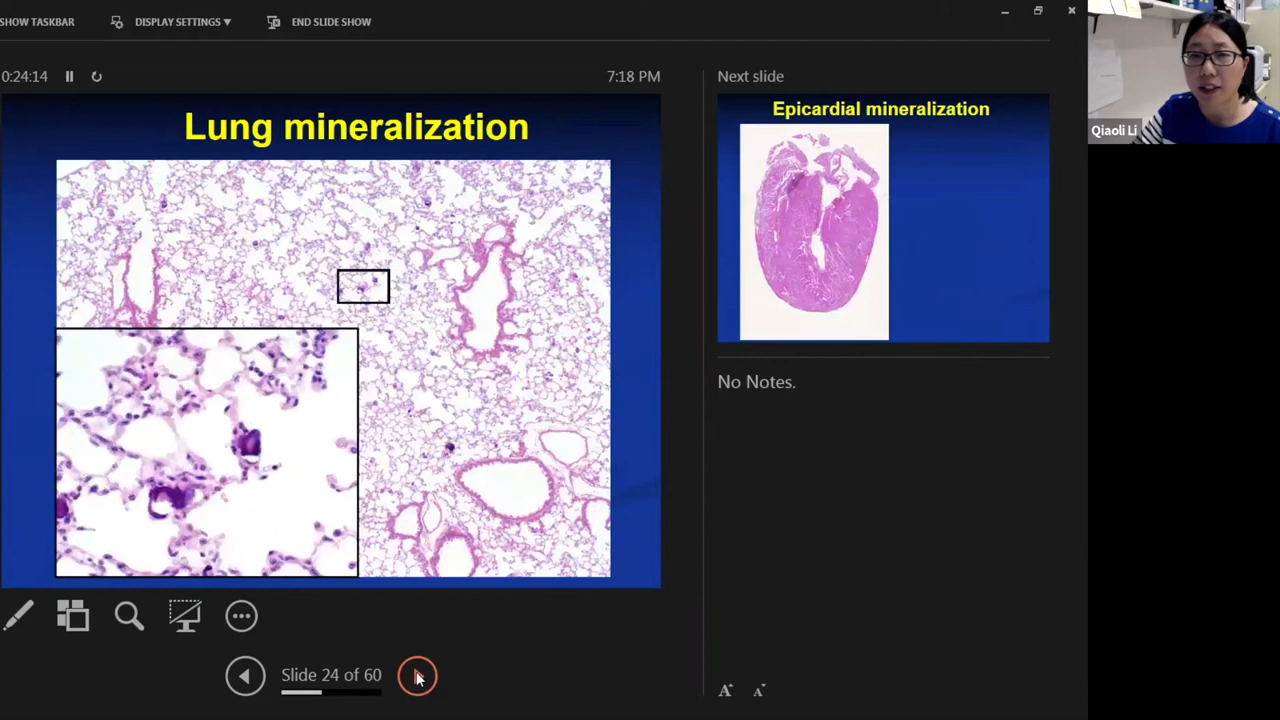 SHOW TASKBAR
DISPLAY SETTINGS ▼
END SLIDE SHOW
0:24:14
7:18 PM
Next slide
Lung mineralization
Epicardial mineralization
Qiaoli Li
No Notes.
Slide 24 of 60
A
A